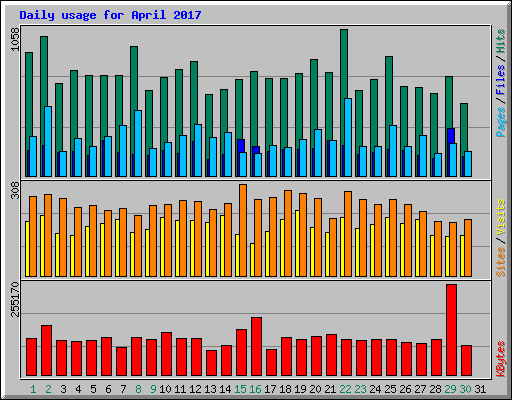 Daily usage for April 2017
1058
Pages / Files / Hits
308
Sites / Visits
255170
KBytes
1 2 3 4 5 6 7 8 9 10 11 12 13 14 15 16 17 18 19 20 21 22 23 24 25 26 27 28 29 30 31